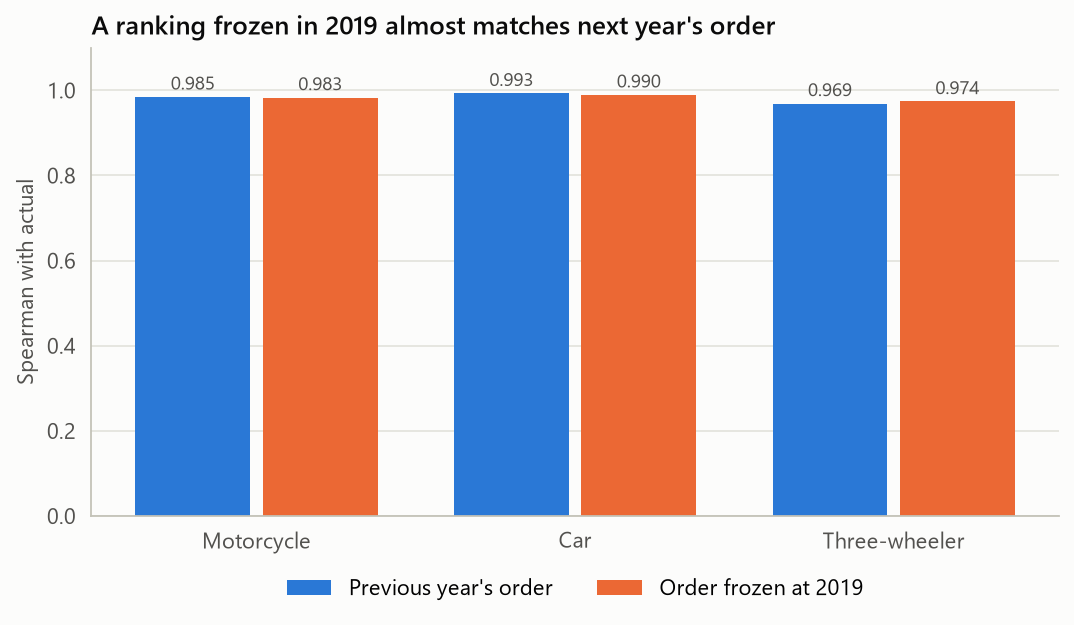 A ranking frozen in 2019 almost matches next year's order
Spearman with actual
1.0
0.8
0.6
0.4
0.2
0.0
0.985
0.983
0.993
0.990
0.969
0.974
Motorcycle
Car
Three-wheeler
Previous year's order
Order frozen at 2019